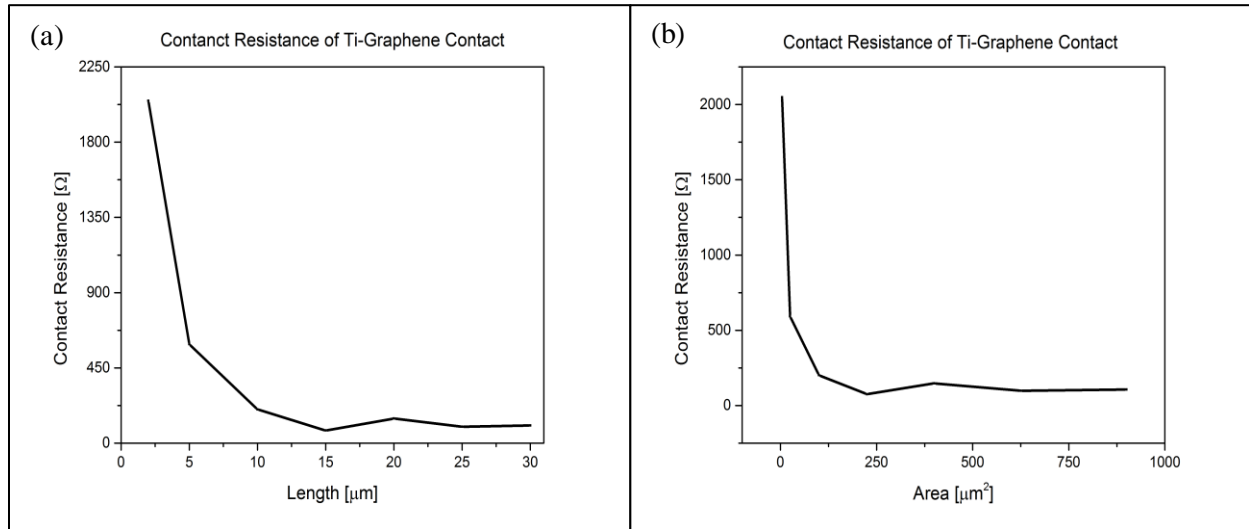 (a)
Contanct Resistance of Ti-Graphene Contact
2250
1800
1350
900
450
0
Contact Resistance [Ω]
0 5 10 15 20 25 30
Length [μm]
(b)
Contact Resistance of Ti-Graphene Contact
2000
1500
1000
500
0
Contact Resistance [Ω]
0 250 500 750 1000
Area [μm²]